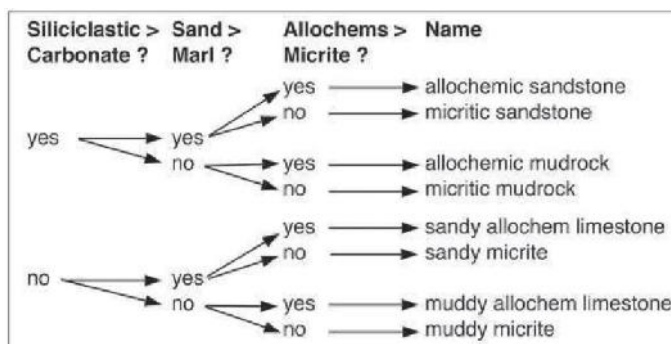 Siliciclastic > Sand > Allochems > Name
Carbonate ? Marl ? Micrite ?
yes allochemic sandstone
no micritic sandstone
yes yes
no yes allochemic mudrock
no micritic mudrock
yes sandy allochem limestone
no sandy micrite
no yes
no yes muddy allochem limestone
no muddy micrite